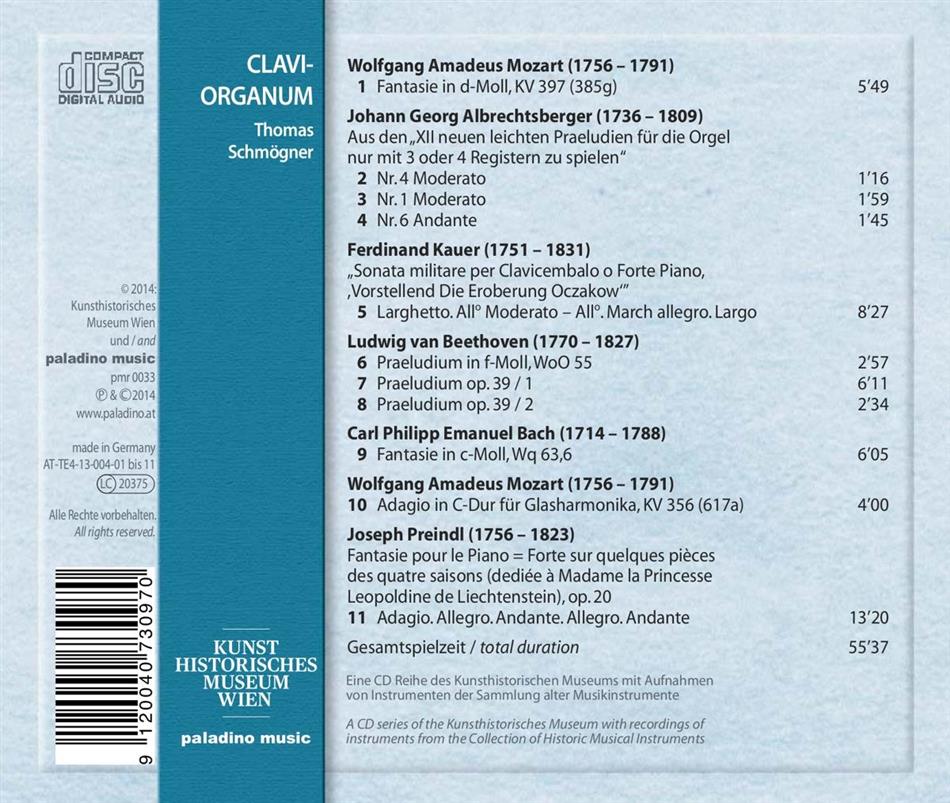 COMPACT
disc
DIGITAL AUDIO
CLAVI-
ORGANUM
Thomas
Schmögner
Wolfgang Amadeus Mozart (1756 – 1791)
1 Fantasie in d-Moll, KV 397 (385g) 5’49
Johann Georg Albrechtsberger (1736 – 1809)
Aus den „XII neuen leichten Praeludien für die Orgel
nur mit 3 oder 4 Registern zu spielen“
2 Nr. 4 Moderato 1’16
3 Nr. 1 Moderato 1’59
4 Nr. 6 Andante 1’45
Ferdinand Kauer (1751 – 1831)
„Sonata militare per Clavicembalo o Forte Piano,
‚Vorstellend Die Eroberung Oczakow‘”
5 Larghetto. All° Moderato – All°. March allegro. Largo 8’27
Ludwig van Beethoven (1770 – 1827)
6 Praeludium in f-Moll, WoO 55 2’57
7 Praeludium op. 39 / 1 6’11
8 Praeludium op. 39 / 2 2’34
Carl Philipp Emanuel Bach (1714 – 1788)
9 Fantasie in c-Moll, Wq 63,6 6’05
Wolfgang Amadeus Mozart (1756 – 1791)
10 Adagio in C-Dur für Glasharmonika, KV 356 (617a) 4’00
Joseph Preindl (1756 – 1823)
Fantasie pour le Piano = Forte sur quelques pièces
des quatre saisons (dediée à Madame la Princesse
Leopoldine de Liechtenstein), op. 20
11 Adagio. Allegro. Andante. Allegro. Andante 13’20
Gesamtspielzeit / total duration 55’37
Eine CD Reihe des Kunsthistorischen Museums mit Aufnahmen
von Instrumenten der Sammlung alter Musikinstrumente
A CD series of the Kunsthistorisches Museum with recordings of
instruments from the Collection of Historic Musical Instruments
© 2014:
Kunsthistorisches
Museum Wien
und / and
paladino music
pmr 0033
℗ & © 2014
www.paladino.at
made in Germany
AT-TE4-13-004-01 bis 11
LC 20375
Alle Rechte vorbehalten.
All rights reserved.
9 120040 730970
KUNST
HISTORISCHES
MUSEUM
WIEN
paladino music